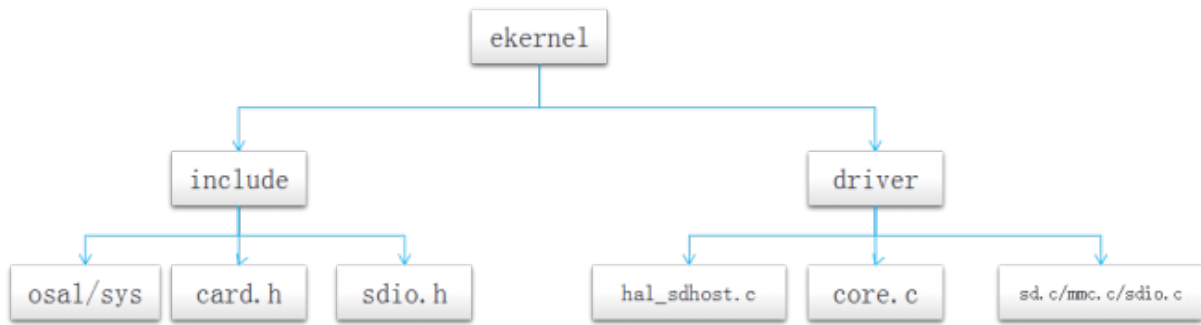 ekernel
include
driver
osal/sys
card.h
sdio.h
hal_sdhost.c
core.c
sd.c/mmc.c/sdio.c